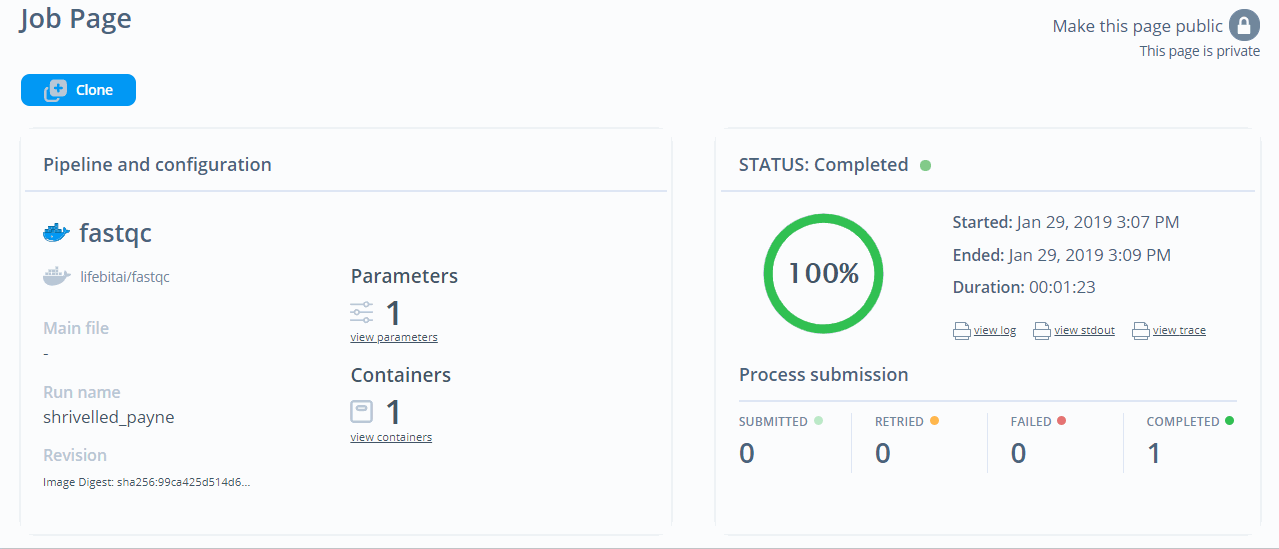 Job Page
Make this page public
This page is private
Clone
Pipeline and configuration
fastqc
lifebitai/fastqc
Main file
-
Run name
shrivelled_payne
Revision
Image Digest: sha256:99ca425d514d6...
Parameters
1
view parameters
Containers
1
view containers
STATUS: Completed
100%
Started: Jan 29, 2019 3:07 PM
Ended: Jan 29, 2019 3:09 PM
Duration: 00:01:23
view log view stdout view trace
Process submission
SUBMITTED RETRIED FAILED COMPLETED
0 0 0 1